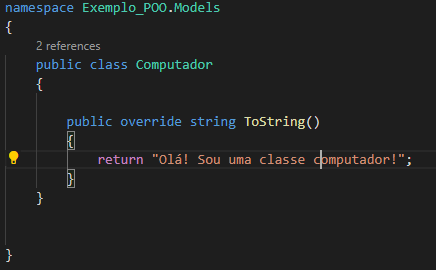 namespace Exemplo_POO.Models
{
2 references
public class Computador
{
public override string ToString()
{
return "Olá! Sou uma classe computador!";
}
}
}